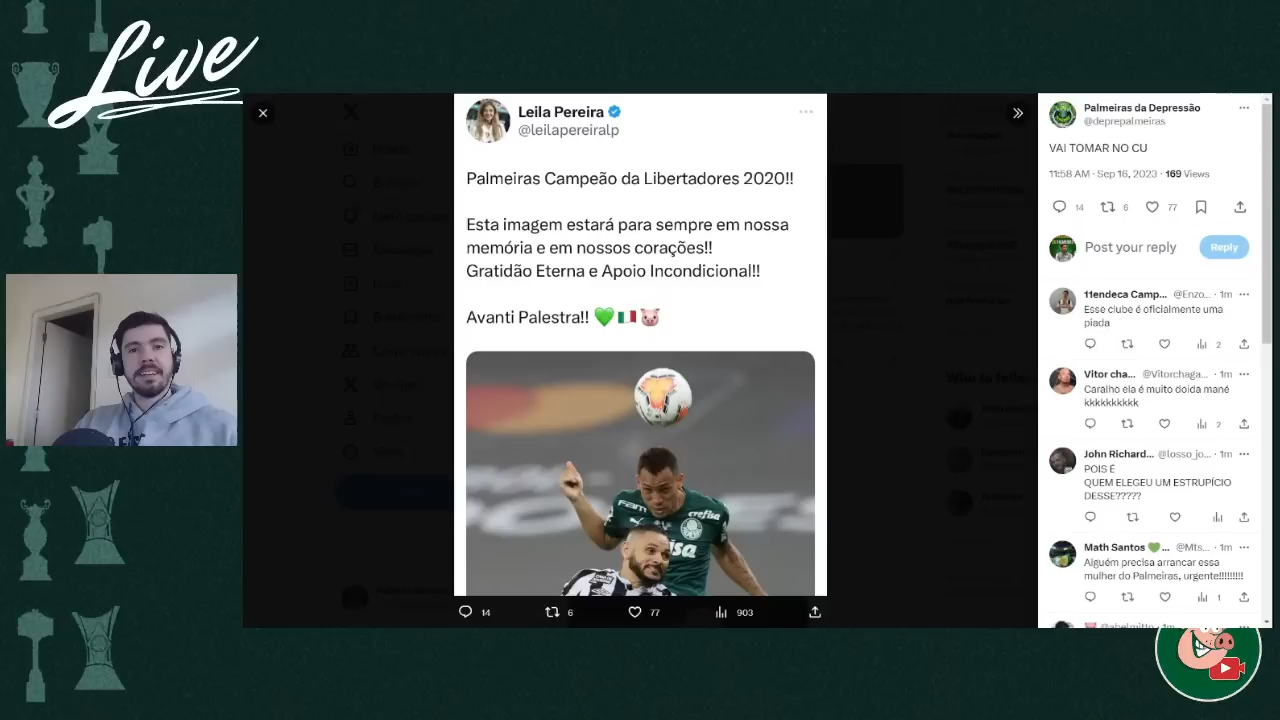 Live
Leila Pereira
@leilapereiralp
Palmeiras Campeão da Libertadores 2020!!
Esta imagem estará para sempre em nossa
memória e em nossos corações!!
Gratidão Eterna e Apoio Incondicional!!
Avanti Palestra!! 💚🇮🇹🐷
FAM
crefisa
14
6
77
903
Palmeiras da Depressão
@deprepalmeiras
VAI TOMAR NO CU
11:58 AM · Sep 16, 2023 · 169 Views
14
6
77
Post your reply
Reply
11endeca Camp... @Enzo... · 1m
Esse clube é oficialmente uma
piada
2
Vitor cha... @Vitorchaga... · 1m
Caralho ela é muito doida mané
kkkkkkkkkk
2
John Richard... @losso_jo... · 1m
POIS É
QUEM ELEGEU UM ESTRUPÍCIO
DESSE?????
Math Santos 💚... @Mts... · 1m
Alguém precisa arrancar essa
mulher do Palmeiras, urgente!!!!!!!!!
1